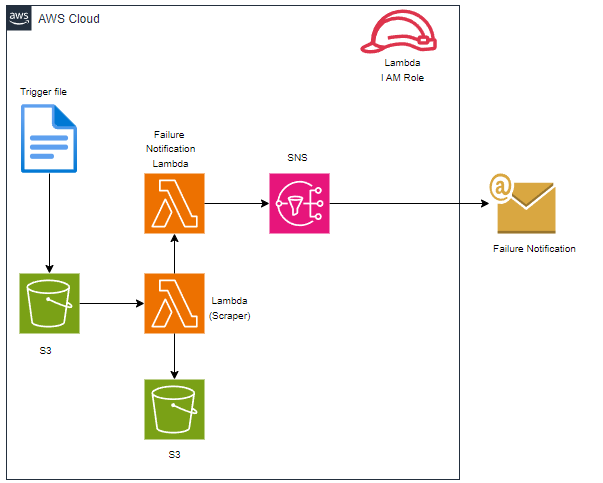 aws
AWS Cloud
Lambda
I AM Role
Trigger file
Failure
Notification
Lambda
SNS
@
Failure Notification
Lambda
(Scraper)
S3
S3